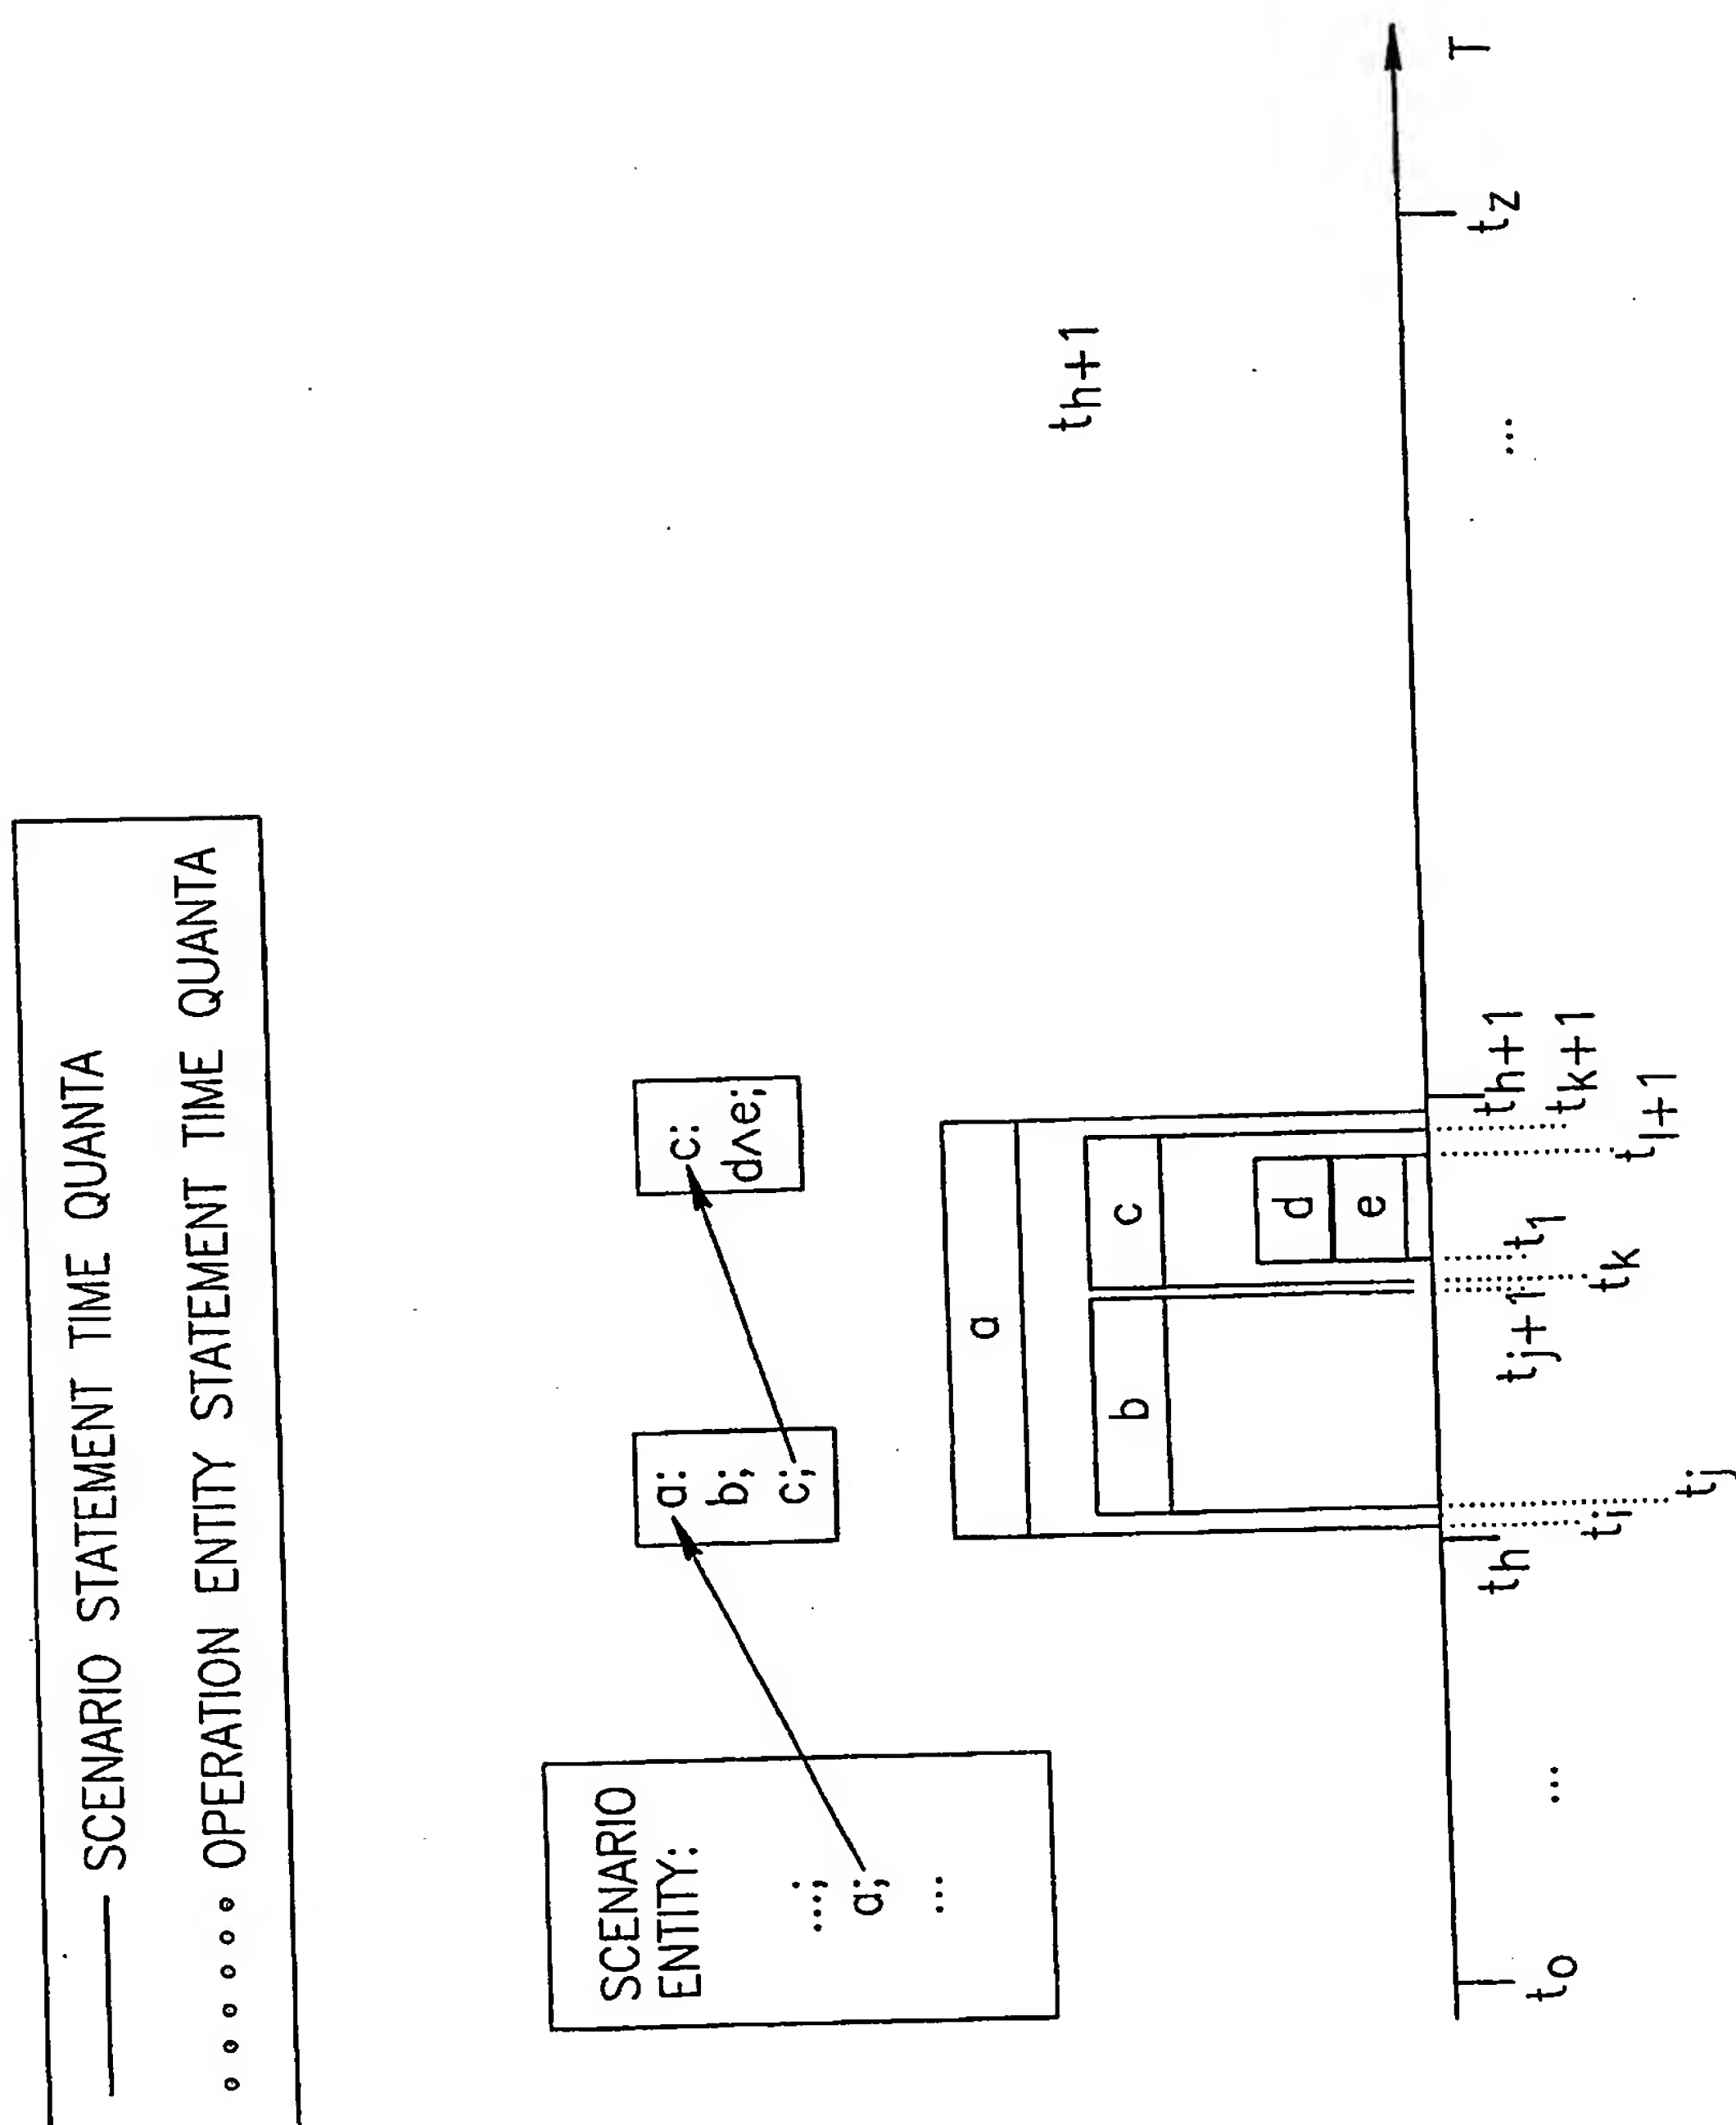 —— SCENARIO STATEMENT TIME QUANTA
∘∘∘∘∘∘ OPERATION ENTITY STATEMENT TIME QUANTA
SCENARIO
ENTITY:
...;
a;
...
a:
b;
c;
c:
d∧e;
a
b
c
d
e
th+1
t0
...
th
ti
tj
tj+1
tk
t1
tl+1
tk+1
th+1
...
tz
T